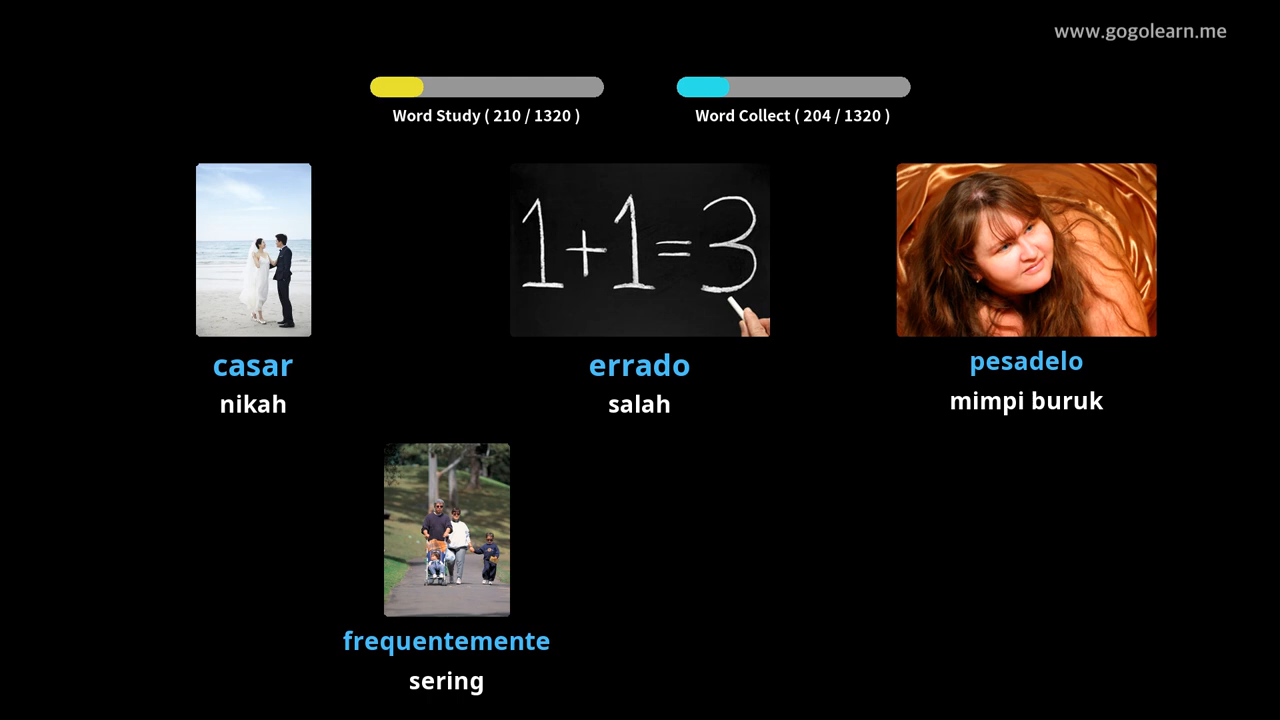 www.gogolearn.me
Word Study ( 210 / 1320 )
Word Collect ( 204 / 1320 )
1+1=3
casar
nikah
errado
salah
pesadelo
mimpi buruk
frequentemente
sering